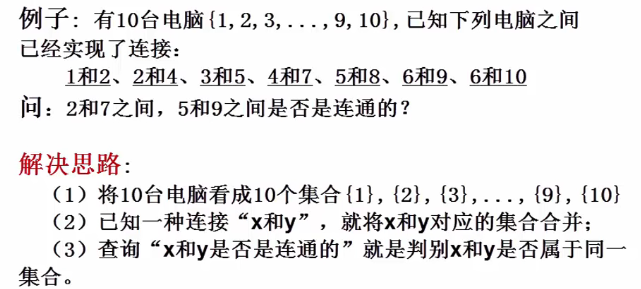 例子：有10台电脑{1,2,3,...,9,10},已知下列电脑之间
已经实现了连接：
1和2、2和4、3和5、4和7、5和8、6和9、6和10
问：2和7之间，5和9之间是否是连通的？
解决思路：
（1）将10台电脑看成10个集合{1},{2},{3},...,{9},{10}
（2）已知一种连接“x和y”，就将x和y对应的集合合并；
（3）查询“x和y是否是连通的”就是判别x和y是否属于同一
集合。